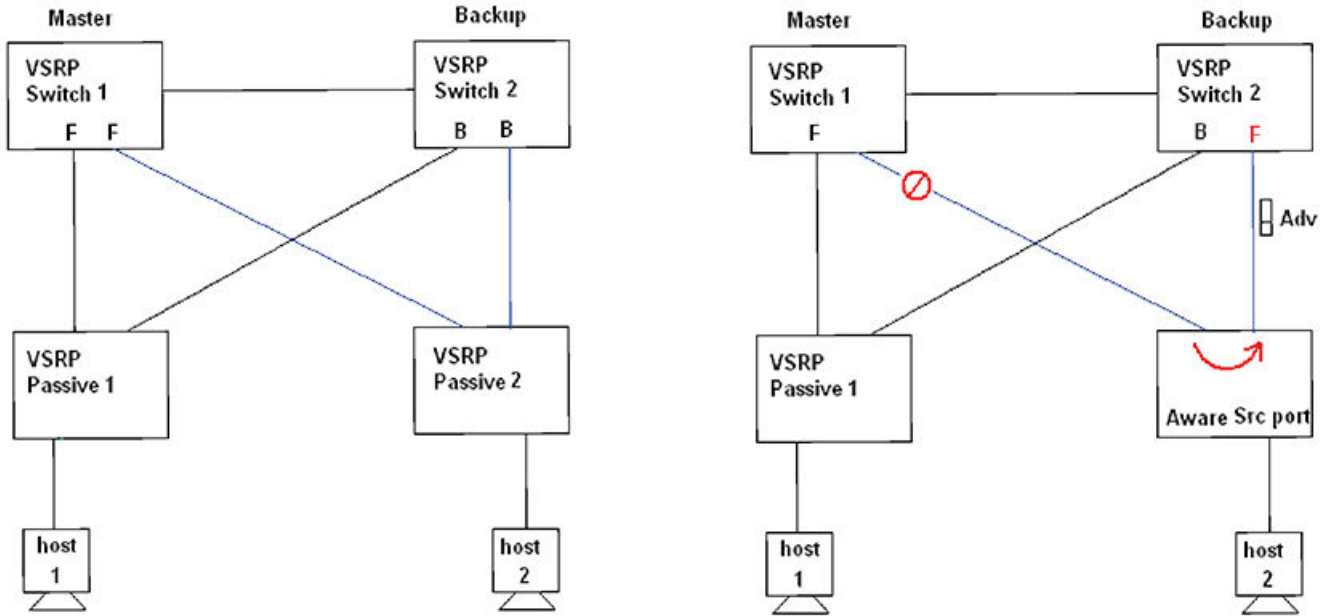 Master
Backup
VSRP
Switch 1
F F
VSRP
Switch 2
B B
VSRP
Passive 1
VSRP
Passive 2
host
1
host
2
Master
Backup
VSRP
Switch 1
F
VSRP
Switch 2
B F
Adv
VSRP
Passive 1
Aware Src port
host
1
host
2